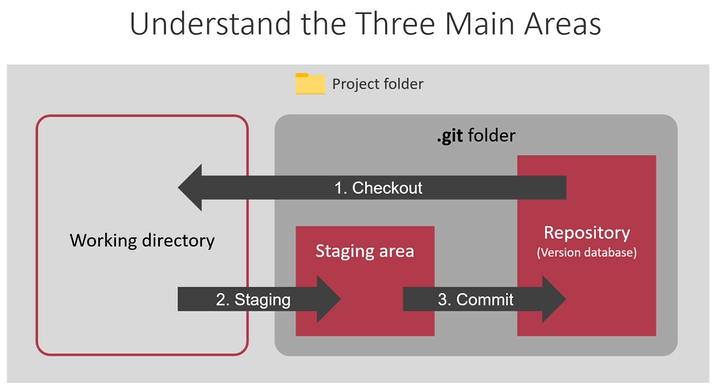 Understand the Three Main Areas
Project folder
.git folder
1. Checkout
Working directory
Staging area
Repository
(Version database)
2. Staging
3. Commit